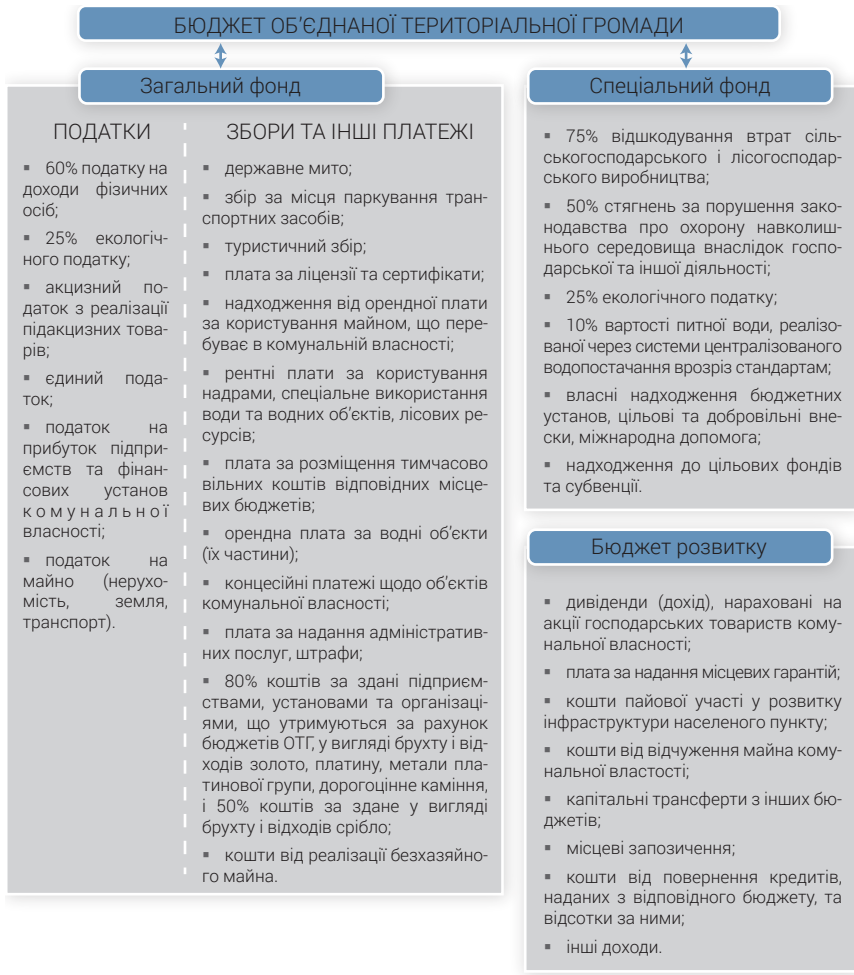 БЮДЖЕТ ОБ'ЄДНАНОЇ ТЕРИТОРІАЛЬНОЇ ГРОМАДИ
Загальний фонд
ПОДАТКИ
▪ 60% податку на
доходи фізичних
осіб;
▪ 25% екологіч-
ного податку;
▪ акцизний по-
даток з реалізації
підакцизних това-
рів;
▪ єдиний пода-
ток;
▪ податок на
прибуток підпри-
ємств та фінан-
сових установ
комунальної
власності;
▪ податок на
майно (нерухо-
мість, земля,
транспорт).
ЗБОРИ ТА ІНШІ ПЛАТЕЖІ
▪ державне мито;
▪ збір за місця паркування тран-
спортних засобів;
▪ туристичний збір;
▪ плата за ліцензії та сертифікати;
▪ надходження від орендної плати
за користування майном, що пере-
буває в комунальній власності;
▪ рентні плати за користування
надрами, спеціальне використання
води та водних об'єктів, лісових ре-
сурсів;
▪ плата за розміщення тимчасово
вільних коштів відповідних місце-
вих бюджетів;
▪ орендна плата за водні об'єкти
(їх частини);
▪ концесійні платежі щодо об'єктів
комунальної власності;
▪ плата за надання адміністратив-
них послуг, штрафи;
▪ 80% коштів за здані підприєм-
ствами, установами та організаці-
ями, що утримуються за рахунок
бюджетів ОТГ, у вигляді брухту і від-
ходів золото, платину, метали пла-
тинової групи, дорогоцінне каміння,
і 50% коштів за здане у вигляді
брухту і відходів срібло;
▪ кошти від реалізації безхазяйно-
го майна.
Спеціальний фонд
▪ 75% відшкодування втрат сіль-
ськогосподарського і лісогосподар-
ського виробництва;
▪ 50% стягнень за порушення зако-
нодавства про охорону навколиш-
нього середовища внаслідок госпо-
дарської та іншої діяльності;
▪ 25% екологічного податку;
▪ 10% вартості питної води, реалізо-
ваної через системи централізованого
водопостачання врозріз стандартам;
▪ власні надходження бюджетних
установ, цільові та добровільні вне-
ски, міжнародна допомога;
▪ надходження до цільових фондів
та субвенції.
Бюджет розвитку
▪ дивіденди (дохід), нараховані на
акції господарських товариств кому-
нальної власності;
▪ плата за надання місцевих гарантій;
▪ кошти пайової участі у розвитку
інфраструктури населеного пункту;
▪ кошти від відчуження майна кому-
нальної властості;
▪ капітальні трансферти з інших бю-
джетів;
▪ місцеві запозичення;
▪ кошти від повернення кредитів,
наданих з відповідного бюджету, та
відсотки за ними;
▪ інші доходи.